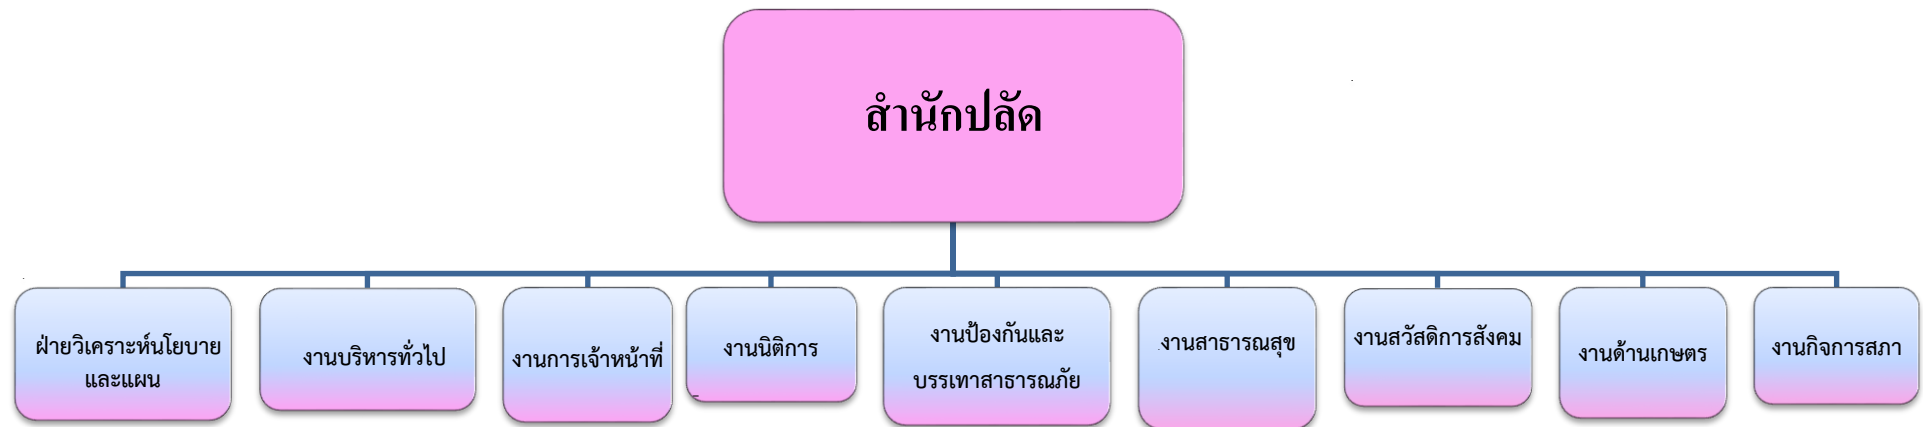 สำนักปลัด
ฝ่ายวิเคราะห์นโยบาย
และแผน
งานบริหารทั่วไป
งานการเจ้าหน้าที่
งานนิติการ
งานป้องกันและ
บรรเทาสาธารณภัย
งานสาธารณสุข
งานสวัสดิการสังคม
งานด้านเกษตร
งานกิจการสภา